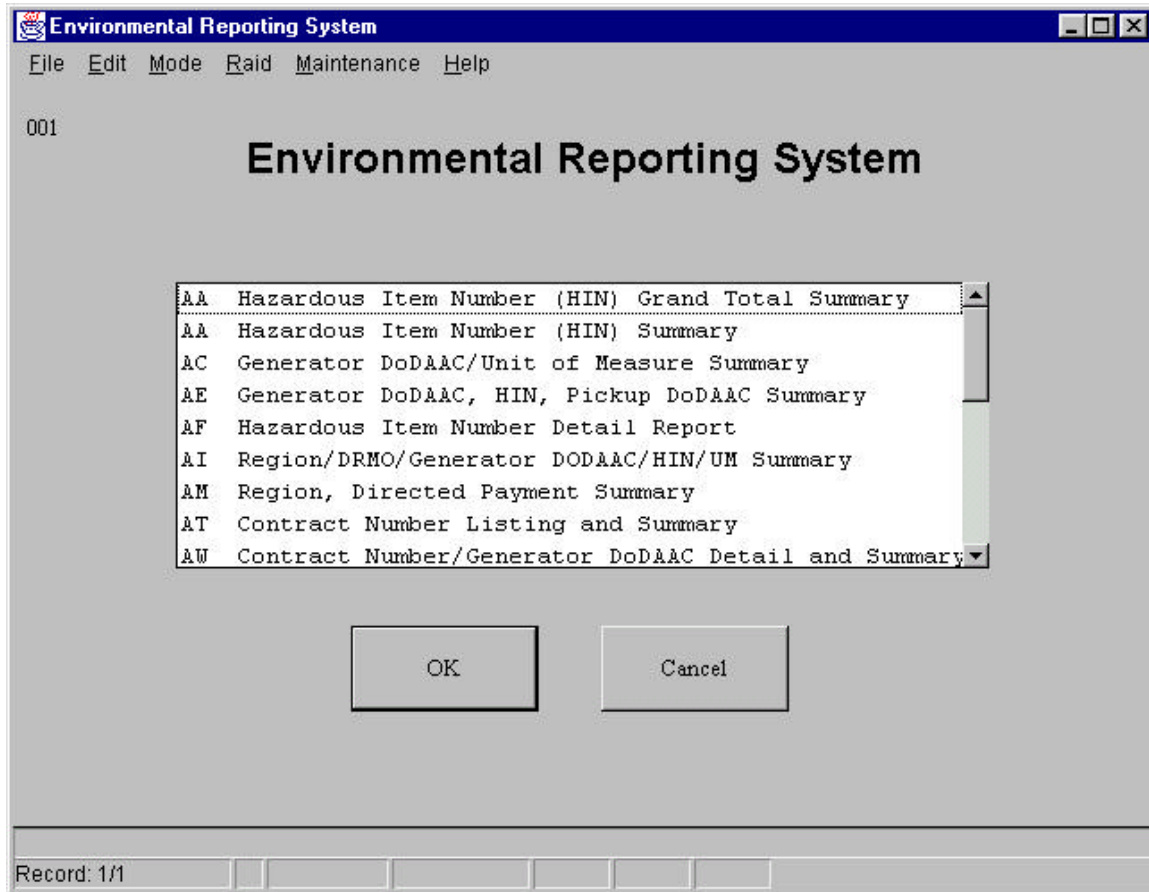 Environmental Reporting System
File Edit Mode Raid Maintenance Help
001
Environmental Reporting System
AA Hazardous Item Number (HIN) Grand Total Summary
AA Hazardous Item Number (HIN) Summary
AC Generator DoDAAC/Unit of Measure Summary
AE Generator DoDAAC, HIN, Pickup DoDAAC Summary
AF Hazardous Item Number Detail Report
AI Region/DRMO/Generator DODAAC/HIN/UM Summary
AM Region, Directed Payment Summary
AT Contract Number Listing and Summary
AW Contract Number/Generator DoDAAC Detail and Summary
OK Cancel
Record: 1/1